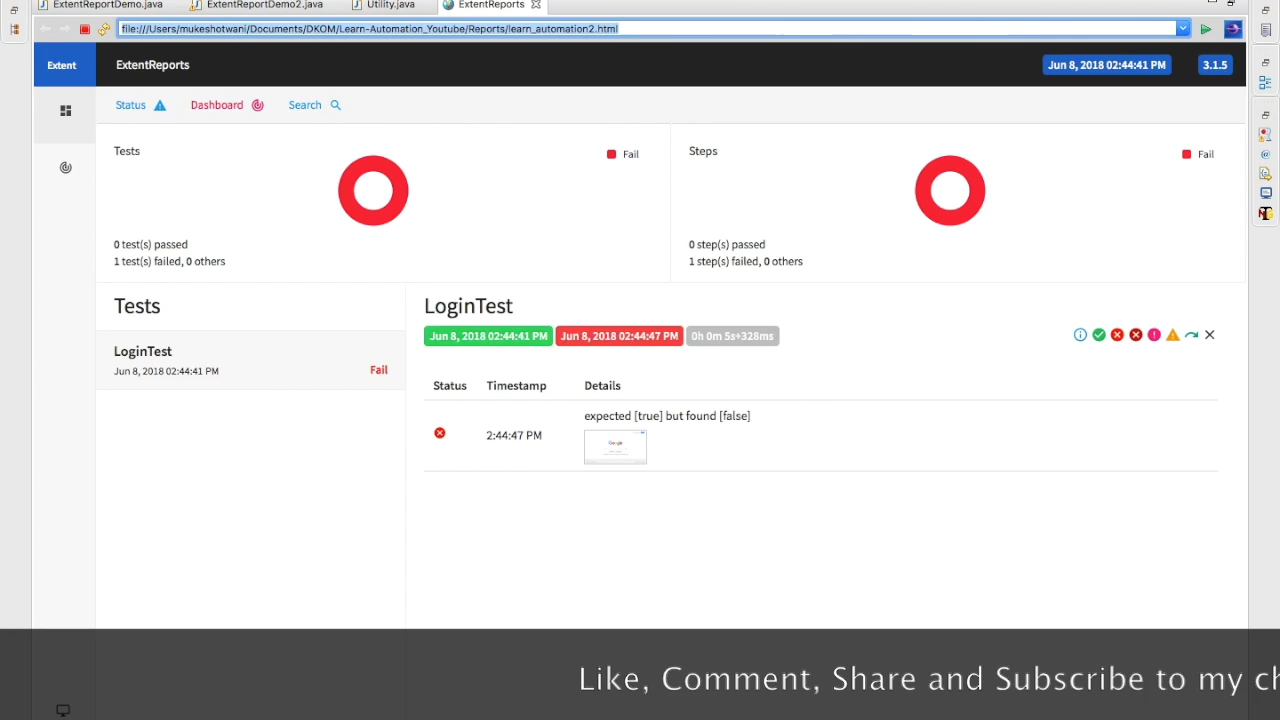 ExtentReportDemo.java
ExtentReportDemo2.java
Utility.java
ExtentReports
file:///Users/mukeshotwani/Documents/DKOM/Learn-Automation_Youtube/Reports/learn_automation2.html
Extent
ExtentReports
Jun 8, 2018 02:44:41 PM
3.1.5
Status
Dashboard
Search
Tests
Fail
0 test(s) passed
1 test(s) failed, 0 others
Steps
Fail
0 step(s) passed
1 step(s) failed, 0 others
Tests
LoginTest
Jun 8, 2018 02:44:41 PM
Fail
LoginTest
Jun 8, 2018 02:44:41 PM Jun 8, 2018 02:44:47 PM 0h 0m 5s+328ms
Status Timestamp Details
expected [true] but found [false]
2:44:47 PM
Google
Like, Comment, Share and Subscribe to my ch